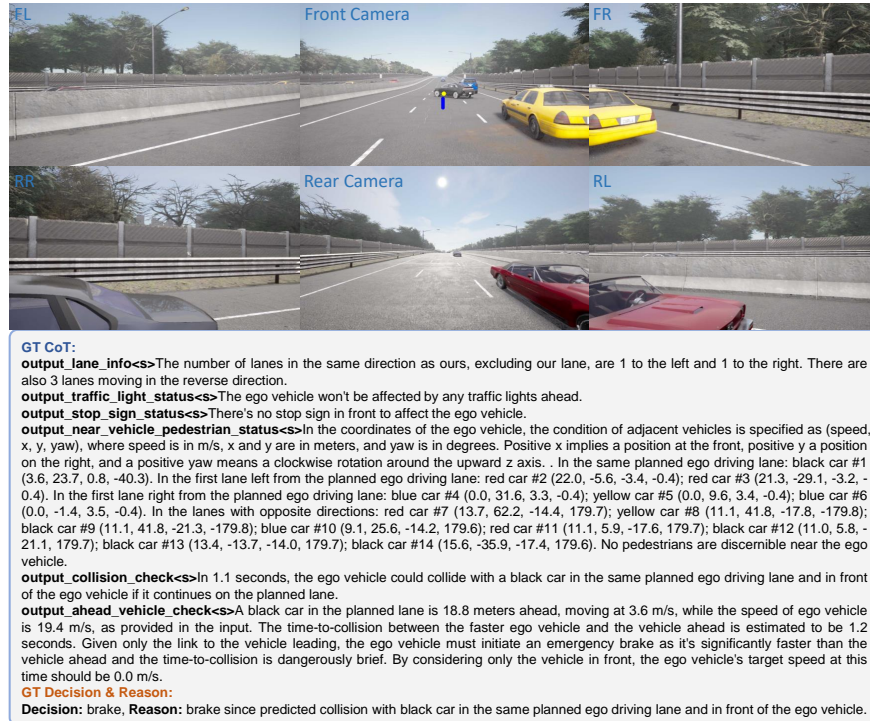 FL
Front Camera
FR
RR
Rear Camera
RL
GT CoT:
output_lane_info<s>The number of lanes in the same direction as ours, excluding our lane, are 1 to the left and 1 to the right. There are
also 3 lanes moving in the reverse direction.
output_traffic_light_status<s>The ego vehicle won't be affected by any traffic lights ahead.
output_stop_sign_status<s>There's no stop sign in front to affect the ego vehicle.
output_near_vehicle_pedestrian_status<s>In the coordinates of the ego vehicle, the condition of adjacent vehicles is specified as (speed,
x, y, yaw), where speed is in m/s, x and y are in meters, and yaw is in degrees. Positive x implies a position at the front, positive y a position
on the right, and a positive yaw means a clockwise rotation around the upward z axis. . In the same planned ego driving lane: black car #1
(3.6, 23.7, 0.8, -40.3). In the first lane left from the planned ego driving lane: red car #2 (22.0, -5.6, -3.4, -0.4); red car #3 (21.3, -29.1, -3.2, -
0.4). In the first lane right from the planned ego driving lane: blue car #4 (0.0, 31.6, 3.3, -0.4); yellow car #5 (0.0, 9.6, 3.4, -0.4); blue car #6
(0.0, -1.4, 3.5, -0.4). In the lanes with opposite directions: red car #7 (13.7, 62.2, -14.4, 179.7); yellow car #8 (11.1, 41.8, -17.8, -179.8);
black car #9 (11.1, 41.8, -21.3, -179.8); blue car #10 (9.1, 25.6, -14.2, 179.6); red car #11 (11.1, 5.9, -17.6, 179.7); black car #12 (11.0, 5.8, -
21.1, 179.7); black car #13 (13.4, -13.7, -14.0, 179.7); black car #14 (15.6, -35.9, -17.4, 179.6). No pedestrians are discernible near the ego
vehicle.
output_collision_check<s>In 1.1 seconds, the ego vehicle could collide with a black car in the same planned ego driving lane and in front
of the ego vehicle if it continues on the planned lane.
output_ahead_vehicle_check<s>A black car in the planned lane is 18.8 meters ahead, moving at 3.6 m/s, while the speed of ego vehicle
is 19.4 m/s, as provided in the input. The time-to-collision between the faster ego vehicle and the vehicle ahead is estimated to be 1.2
seconds. Given only the link to the vehicle leading, the ego vehicle must initiate an emergency brake as it's significantly faster than the
vehicle ahead and the time-to-collision is dangerously brief. By considering only the vehicle in front, the ego vehicle's target speed at this
time should be 0.0 m/s.
GT Decision & Reason:
Decision: brake, Reason: brake since predicted collision with black car in the same planned ego driving lane and in front of the ego vehicle.